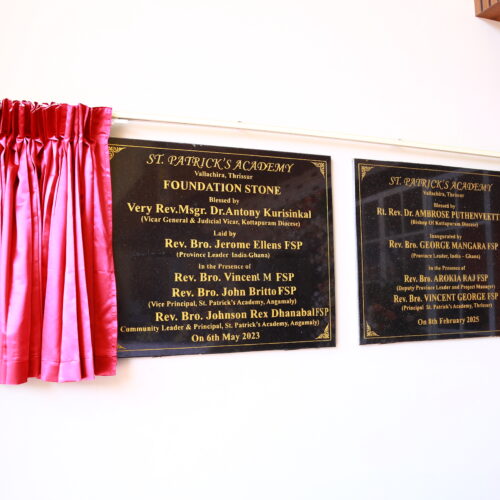 ST. PATRICK'S ACADEMY
Vallachira, Thrissur
FOUNDATION STONE
Blessed by
Very Rev.Msgr. Dr.Antony Kurisinkal
(Vicar General & Judicial Vicar, Kottapuram Diocese)
Laid by
Rev. Bro. Jerome Ellens FSP
(Province Leader India-Ghana)
In the Presence of
Rev. Bro. Vincent M FSP
Rev. Bro. John Britto FSP
(Vice Principal, St. Patrick's Academy, Angamaly)
Rev. Bro. Johnson Rex Dhanabal FSP
Community Leader & Principal, St. Patrick's Academy, Angamaly)
On 6th May 2023
ST. PATRICK'S ACADEMY
Vallachira, Thrissur
Blessed by
Rt. Rev. Dr. AMBROSE
(Bishop Of Kottapuram Diocese)
Inaugurated by
Rev. Bro. GEORGE MANGARA FSP
(Province Leader, India - Ghana)
In the Presence of
Rev. Bro. AROKIA RAJ FSP
(Deputy Province Leader and Project Manager)
Rev. Bro. VINCENT GEORGE FSP
(Principal St. Patrick's Academy, Thrissur)
On 8th February 2025